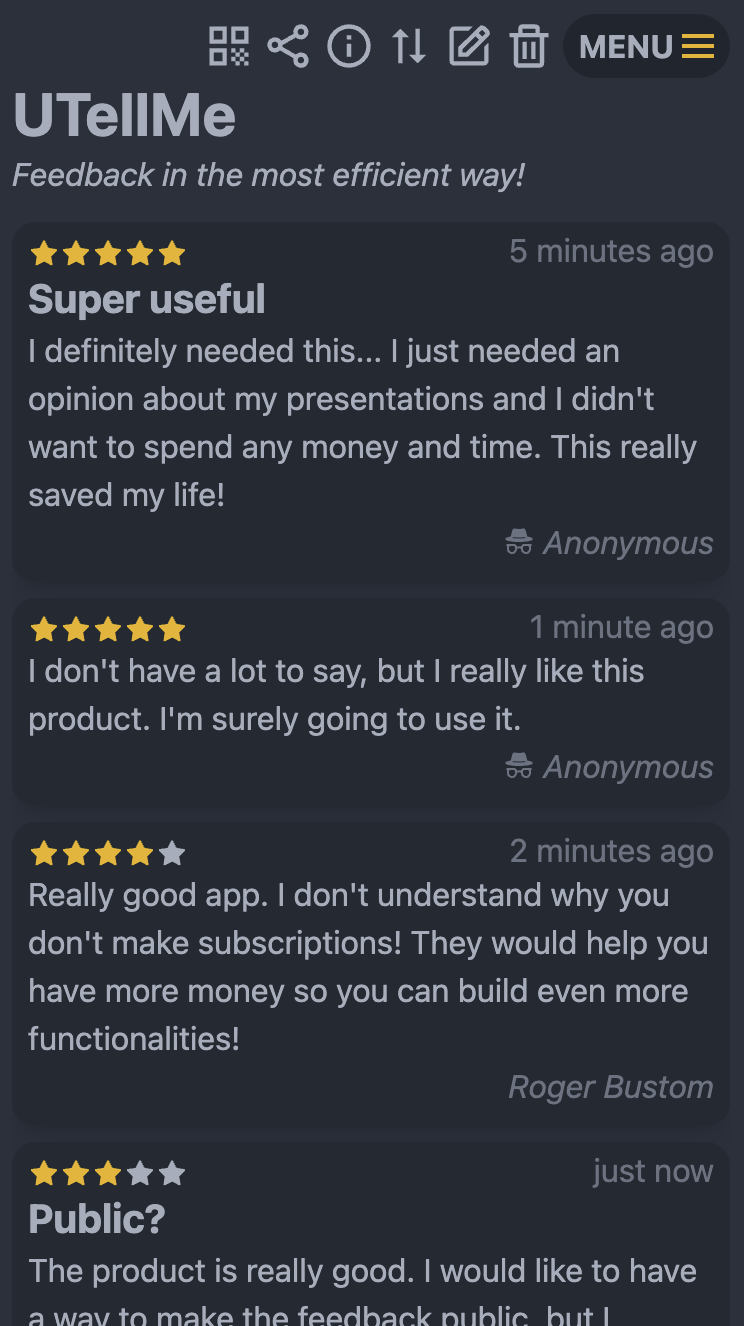 MENU
UTellMe
Feedback in the most efficient way!
5 minutes ago
Super useful
I definitely needed this... I just needed an
opinion about my presentations and I didn't
want to spend any money and time. This really
saved my life!
Anonymous
1 minute ago
I don't have a lot to say, but I really like this
product. I'm surely going to use it.
Anonymous
2 minutes ago
Really good app. I don't understand why you
don't make subscriptions! They would help you
have more money so you can build even more
functionalities!
Roger Bustom
just now
Public?
The product is really good. I would like to have
a way to make the feedback public, but I